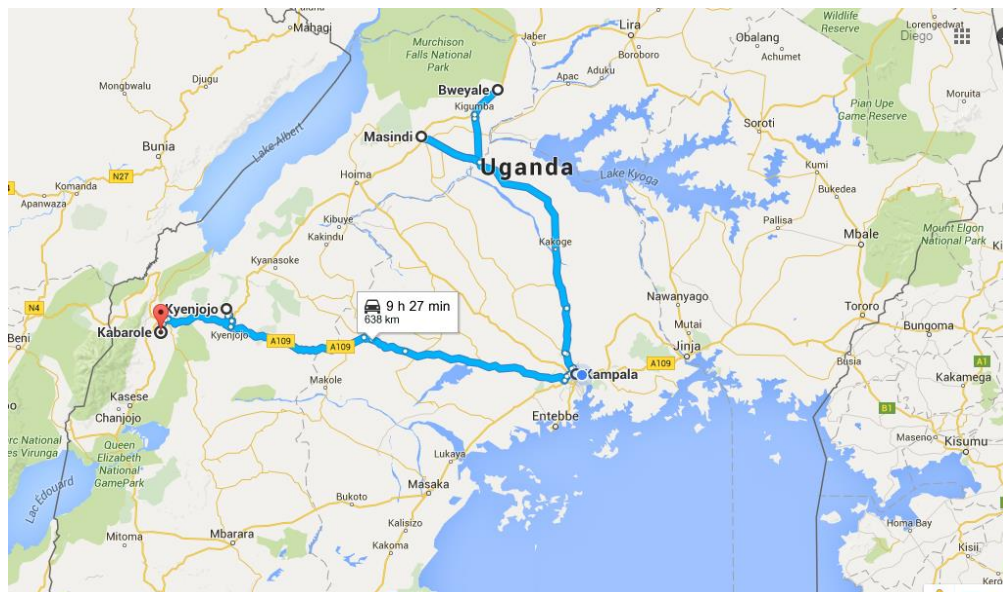 Mahagi
Murchison
Falls National
Park
Jaber
Lira
Boroboro
Obalang
Achumet
Wildlife
Reserve
Lorengedwat
Diego
Mongbwalu
Djugu
Bweyale
Kigumba
Apac
Aduku
Moruita
Bunia
Lake Albert
Masindi
Soroti
Pian Upe
Game Reserve
N27
Komanda
Apanwaza
Hoima
Uganda
Lake Kyoga
Kumi
Bukedea
Kibuye
Kakindu
Kakoge
Pallisa
Mbale
Mount Elgon
National Park
Kyanasoke
N4
Beni
Kyenjojo
Kabarole
Kyenjojo
9 h 27 min
638 km
Nawanyago
Tororo
Bungoma
A109
A109
Mutai
Jinja
A109
Busia
A1
Kampala
Kakamega
Makole
Kasese
Chanjojo
Entebbe
B1
Queen
Elizabeth
National
GamePark
Lukaya
Maseno
Kisumu
Lac Édouard
Masaka
Bukoto
Mitoma
Mbarara
Kalisizo
Kakoma
Homa Bay
Kisii